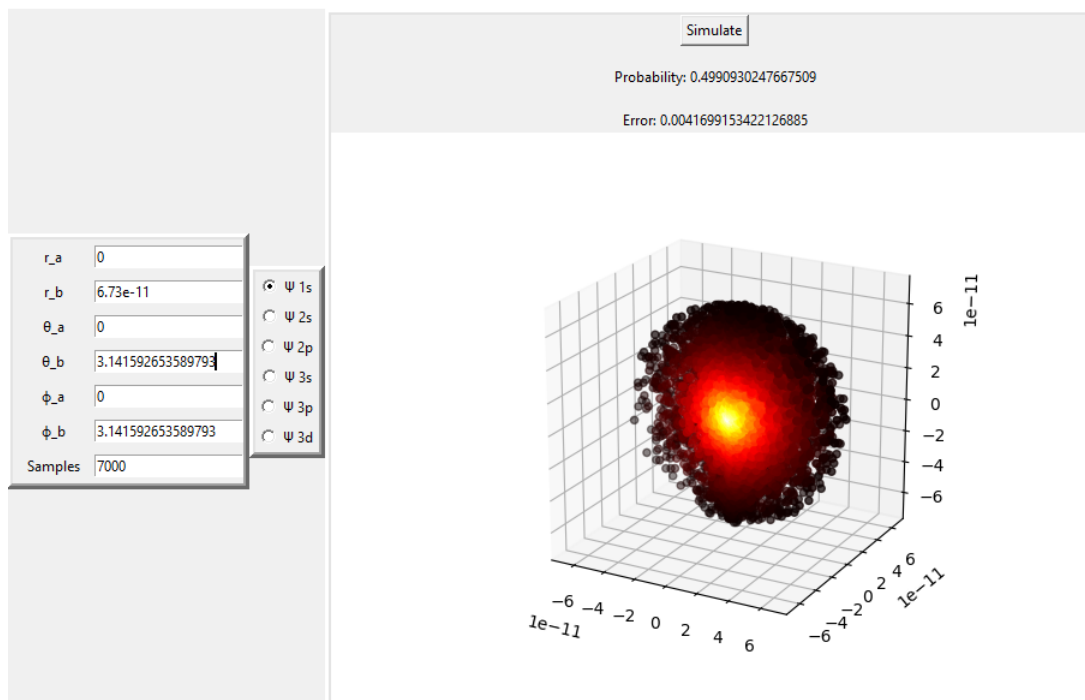 Simulate
Probability: 0.4990930247667509
Error: 0.0041699153422126885
r_a 0
r_b 6.73e-11
θ_a 0
θ_b 3.141592653589793
ϕ_a 0
ϕ_b 3.141592653589793
Samples 7000
Ψ 1s
Ψ 2s
Ψ 2p
Ψ 3s
Ψ 3p
Ψ 3d
1e−11
6
4
2
0
−2
−4
−6
−6 −4 −2 0 2 4 6
1e−11
−6 −4 −2 0 2 4 6
1e−11